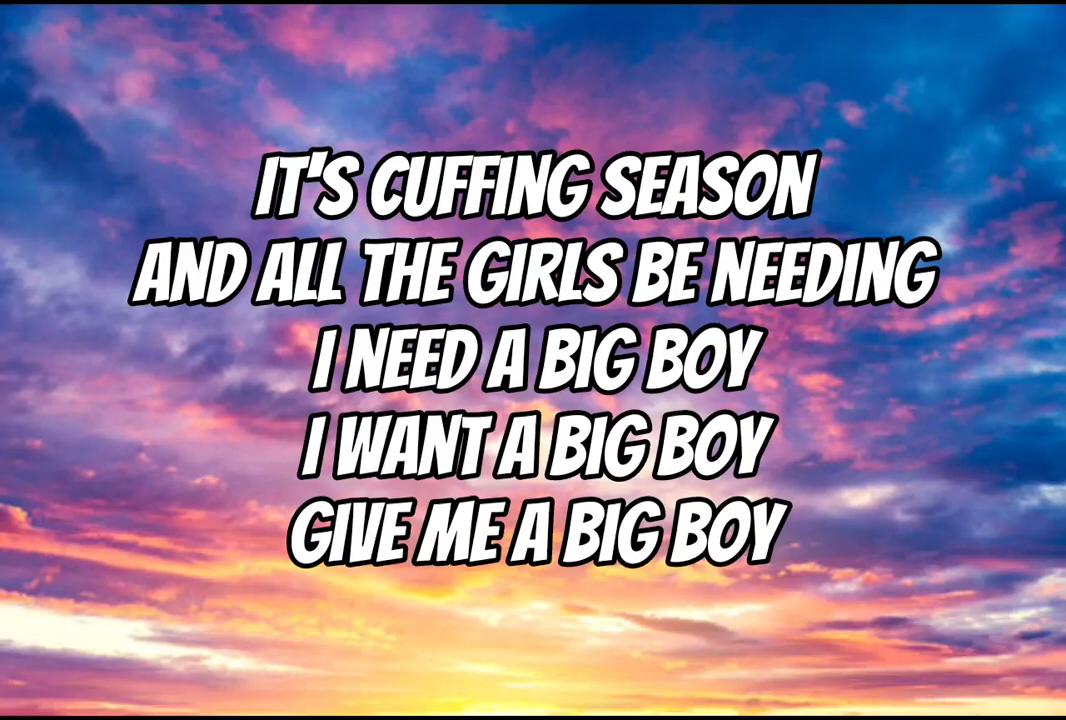 IT'S CUFFING SEASON
AND ALL THE GIRLS BE NEEDING
I NEED A BIG BOY
I WANT A BIG BOY
GIVE ME A BIG BOY